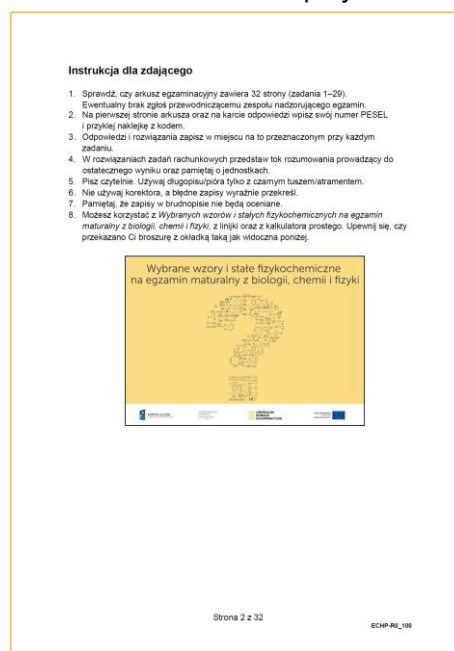 Instrukcja dla zdającego
1. Sprawdź, czy arkusz egzaminacyjny zawiera 32 strony (zadania 1–29).
Ewentualny brak zgłoś przewodniczącemu zespołu nadzorującego egzamin.
2. Na pierwszej stronie arkusza oraz na karcie odpowiedzi wpisz swój numer PESEL
i przyklej naklejkę z kodem.
3. Odpowiedzi i rozwiązania zapisz w miejscu na to przeznaczonym przy każdym
zadaniu.
4. W rozwiązaniach zadań rachunkowych przedstaw tok rozumowania prowadzący do
ostatecznego wyniku oraz pamiętaj o jednostkach.
5. Pisz czytelnie. Używaj długopisu/pióra tylko z czarnym tuszem/atramentem.
6. Nie używaj korektora, a błędne zapisy wyraźnie przekreśl.
7. Pamiętaj, że zapisy w brudnopisie nie będą oceniane.
8. Możesz korzystać z Wybranych wzorów i stałych fizykochemicznych na egzamin
maturalny z biologii, chemii i fizyki, z linijki oraz z kalkulatora prostego. Upewnij się, czy
przekazano Ci broszurę z okładką taką jak widoczna poniżej.
Wybrane wzory i stałe fizykochemiczne
na egzamin maturalny z biologii, chemii i fizyki
Strona 2 z 32
ECHP-R0_100